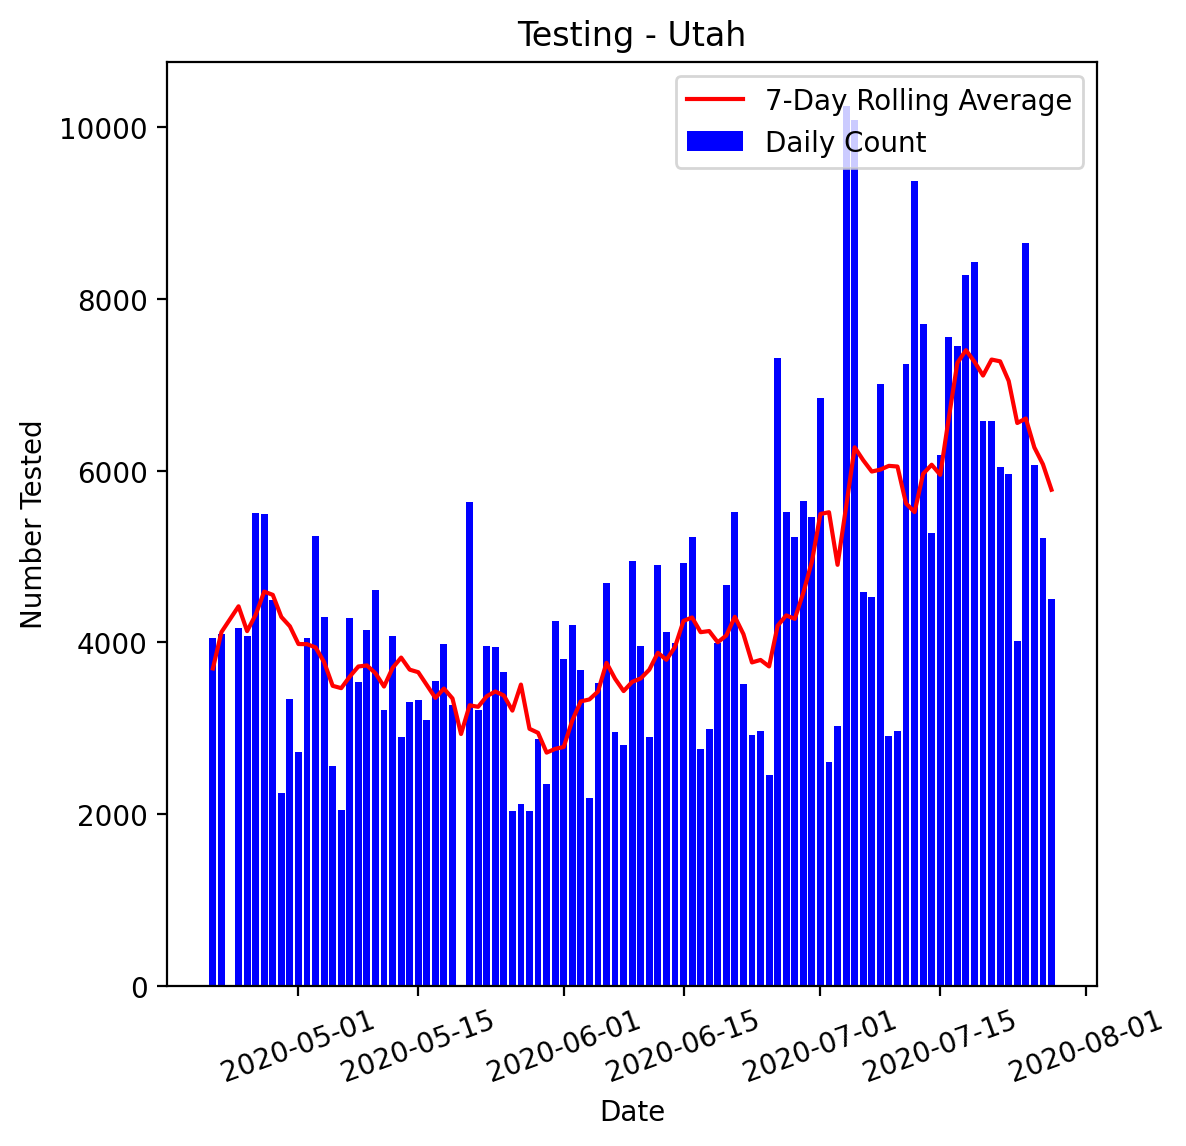 Testing - Utah
7-Day Rolling Average
Daily Count
10000
8000
6000
4000
2000
0
Number Tested
2020-05-01
2020-05-15
2020-06-01
2020-06-15
2020-07-01
2020-07-15
2020-08-01
Date